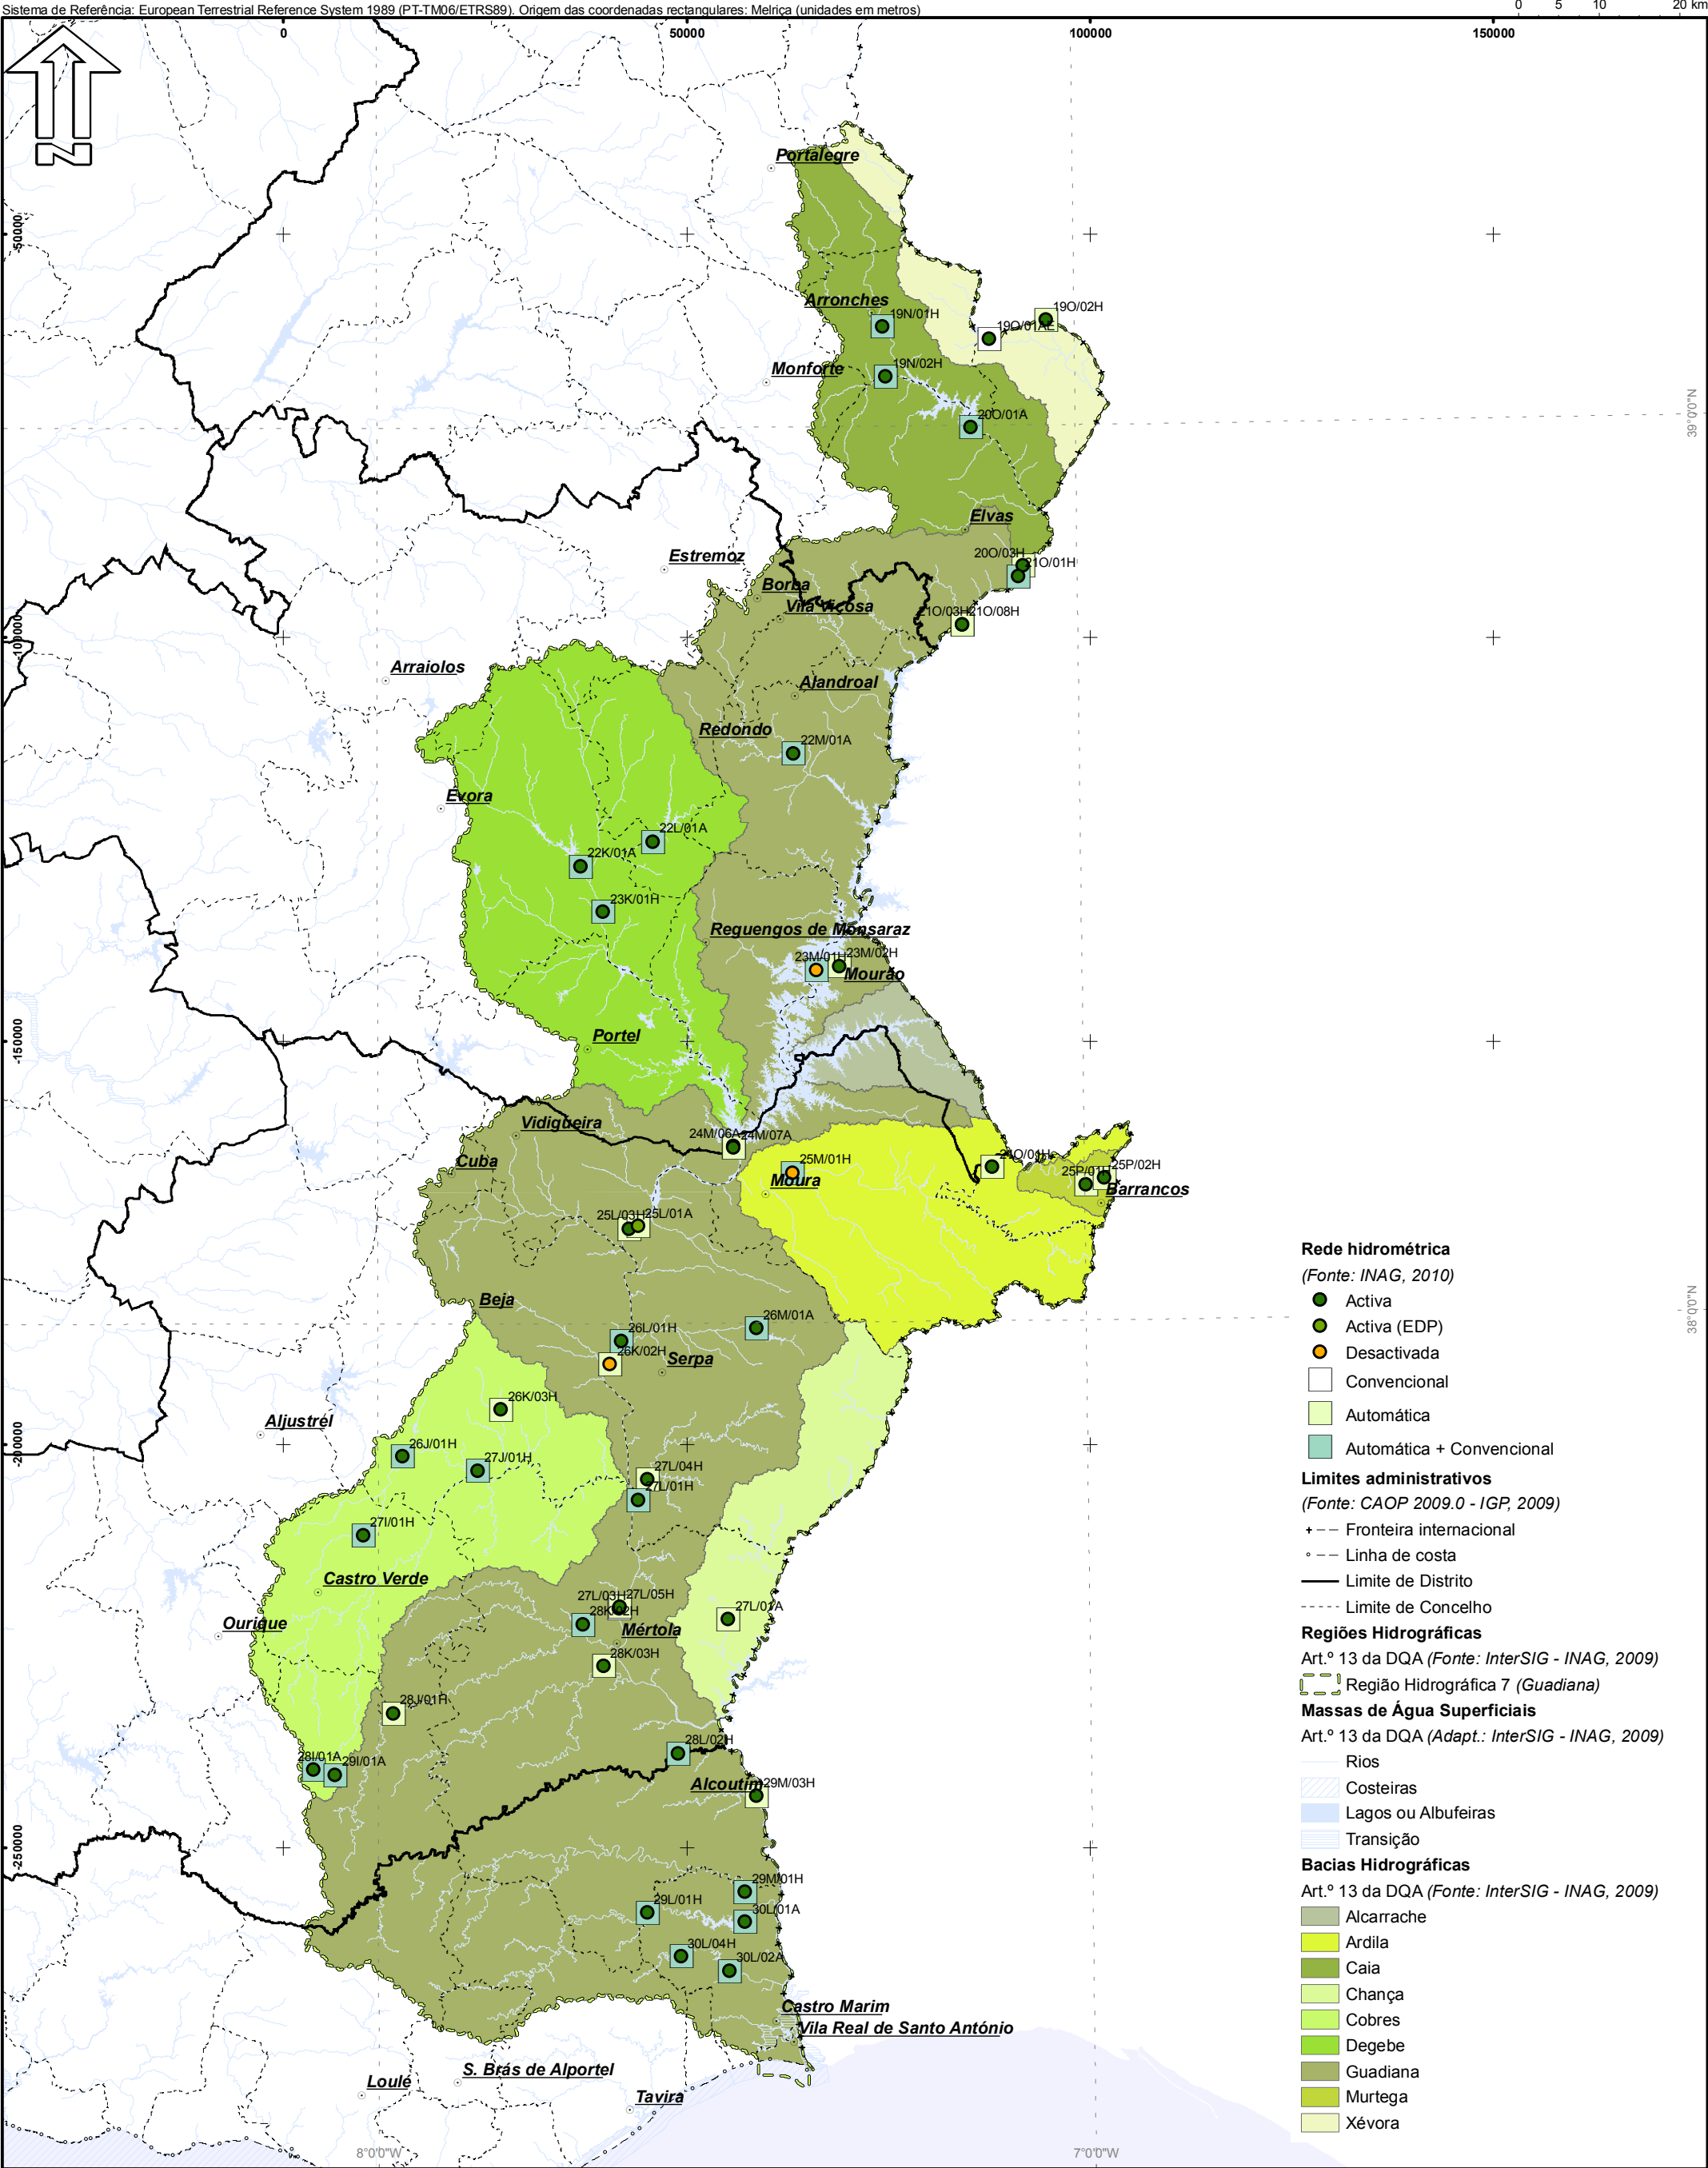 Sistema de Referência: European Terrestrial Reference System 1989 (PT-TM06/ETRS89). Origem das coordenadas rectangulares: Melriça (unidades em metros)
0 5 10 20 km
0 50000 100000 150000
N
Portalegre
-50000
Arronches
19N/01H
19O/02H
19O/01AE
Monforte
19N/02H
20O/01A
39°0'0"N
Elvas
Estremoz
20O/03H
21O/01H
Borba
Vila Viçosa
21O/03H
21O/08H
-100000
Arraiolos
Alandroal
Redondo
22M/01A
Évora
22L/01A
22K/01A
23K/01H
Reguengos de Monsaraz
23M/01H
23M/02H
Mourão
Portel
-150000
Vidigueira
24M/06A
24M/07A
Cuba
25M/01H
24O/01H
25P/01H
25P/02H
Moura
Barrancos
25L/03H
25L/01A
Beja
26L/01H
26M/01A
26K/02H
Serpa
38°0'0"N
26K/03H
Aljustrel
26J/01H
27J/01H
-200000
27L/04H
27L/01H
27I/01H
Castro Verde
27L/03H
27L/05H
28K/02H
27L/01A
Ourique
Mértola
28K/03H
28J/01H
28L/02H
28I/01A
29I/01A
Alcoutim
29M/03H
-250000
29M/01H
29L/01H
30L/01A
30L/04H
30L/02A
Castro Marim
Vila Real de Santo António
S. Brás de Alportel
Loulé
Tavira
8°0'0"W
7°0'0"W
Rede hidrométrica
(Fonte: INAG, 2010)
Activa
Activa (EDP)
Desactivada
Convencional
Automática
Automática + Convencional
Limites administrativos
(Fonte: CAOP 2009.0 - IGP, 2009)
Fronteira internacional
Linha de costa
Limite de Distrito
Limite de Concelho
Regiões Hidrográficas
Art.º 13 da DQA (Fonte: InterSIG - INAG, 2009)
Região Hidrográfica 7 (Guadiana)
Massas de Água Superficiais
Art.º 13 da DQA (Adapt.: InterSIG - INAG, 2009)
Rios
Costeiras
Lagos ou Albufeiras
Transição
Bacias Hidrográficas
Art.º 13 da DQA (Fonte: InterSIG - INAG, 2009)
Alcarrache
Ardila
Caia
Chança
Cobres
Degebe
Guadiana
Murtega
Xévora